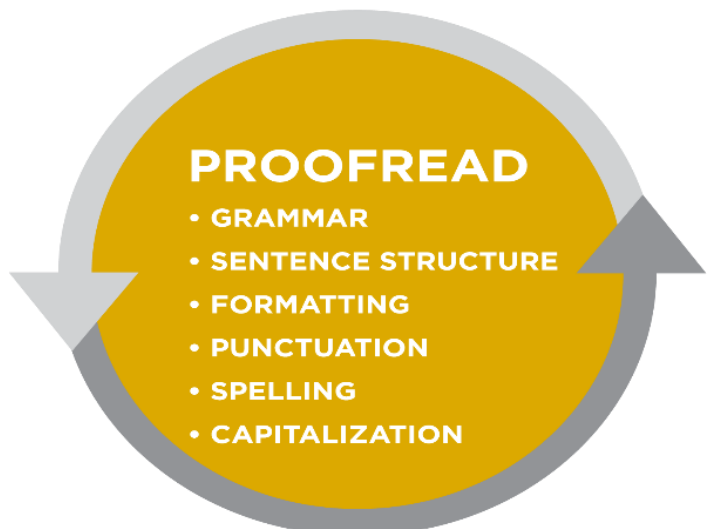 PROOFREAD
• GRAMMAR
• SENTENCE STRUCTURE
• FORMATTING
• PUNCTUATION
• SPELLING
• CAPITALIZATION